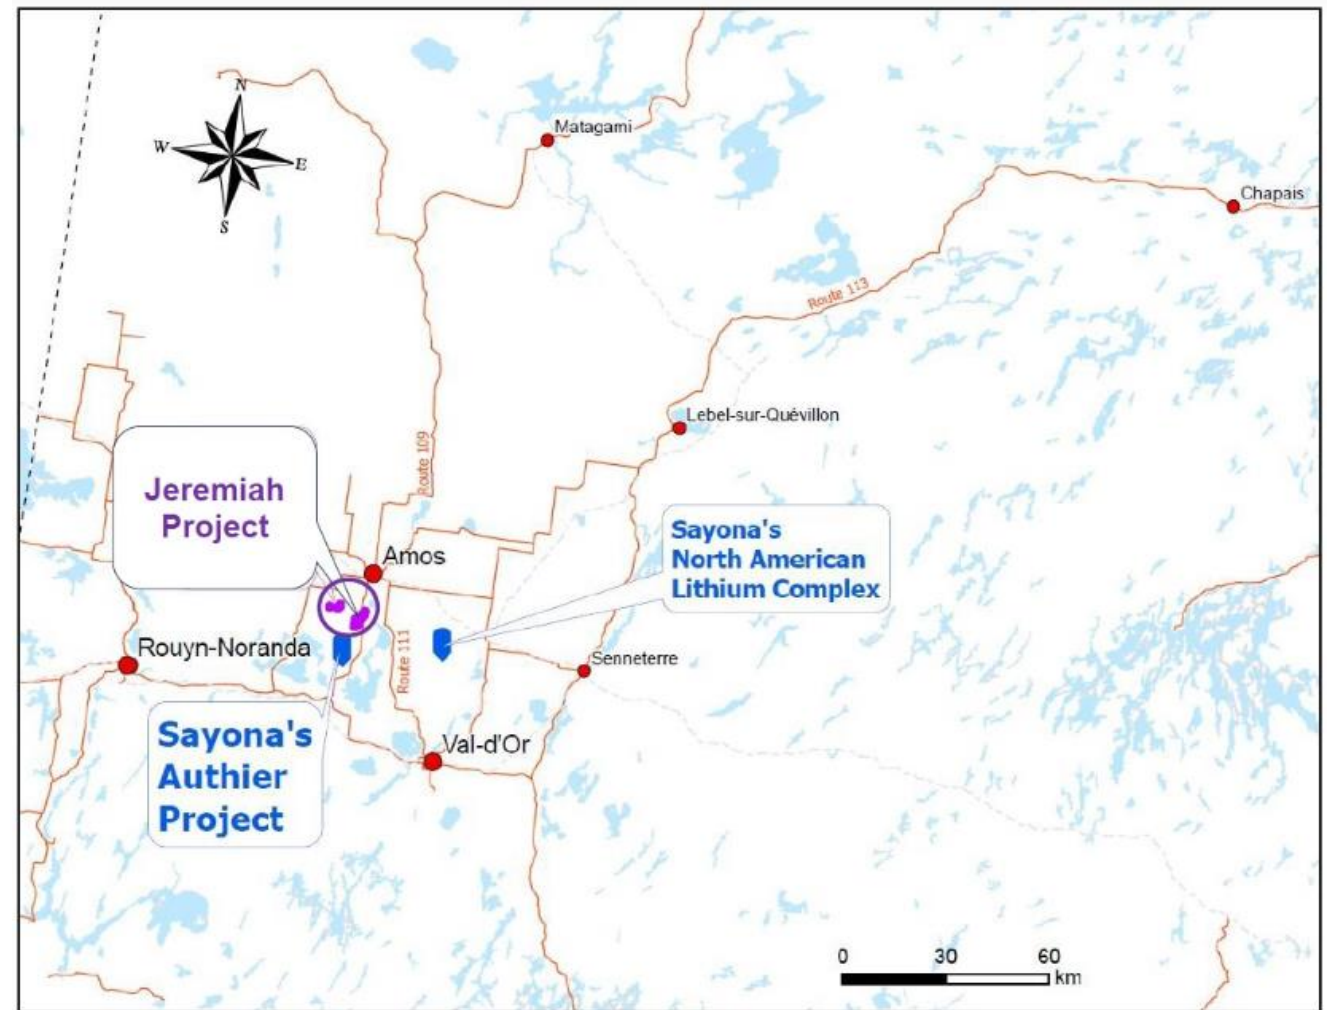 N
W
E
S
Matagami
Chapais
Route 113
Lebel-sur-Quévillon
Route 109
Jeremiah
Project
Amos
Sayona's
North American
Lithium Complex
Rouyn-Noranda
Route 111
Senneterre
Sayona's
Authier
Project
Val-d'Or
0 30 60
km